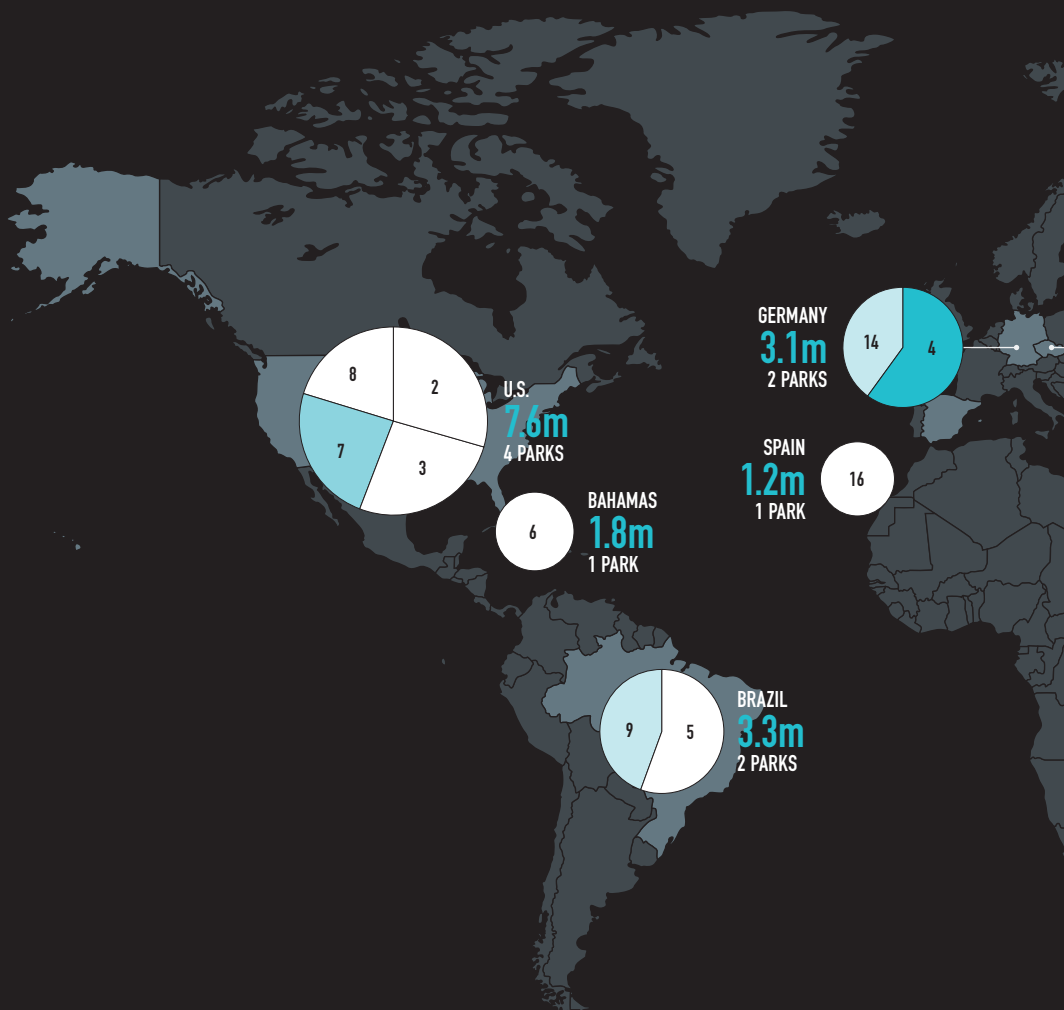 8
2
7
3
U.S.
7.6m
4 PARKS
6
BAHAMAS
1.8m
1 PARK
GERMANY
3.1m
2 PARKS
14
4
SPAIN
1.2m
1 PARK
16
9
5
BRAZIL
3.3m
2 PARKS